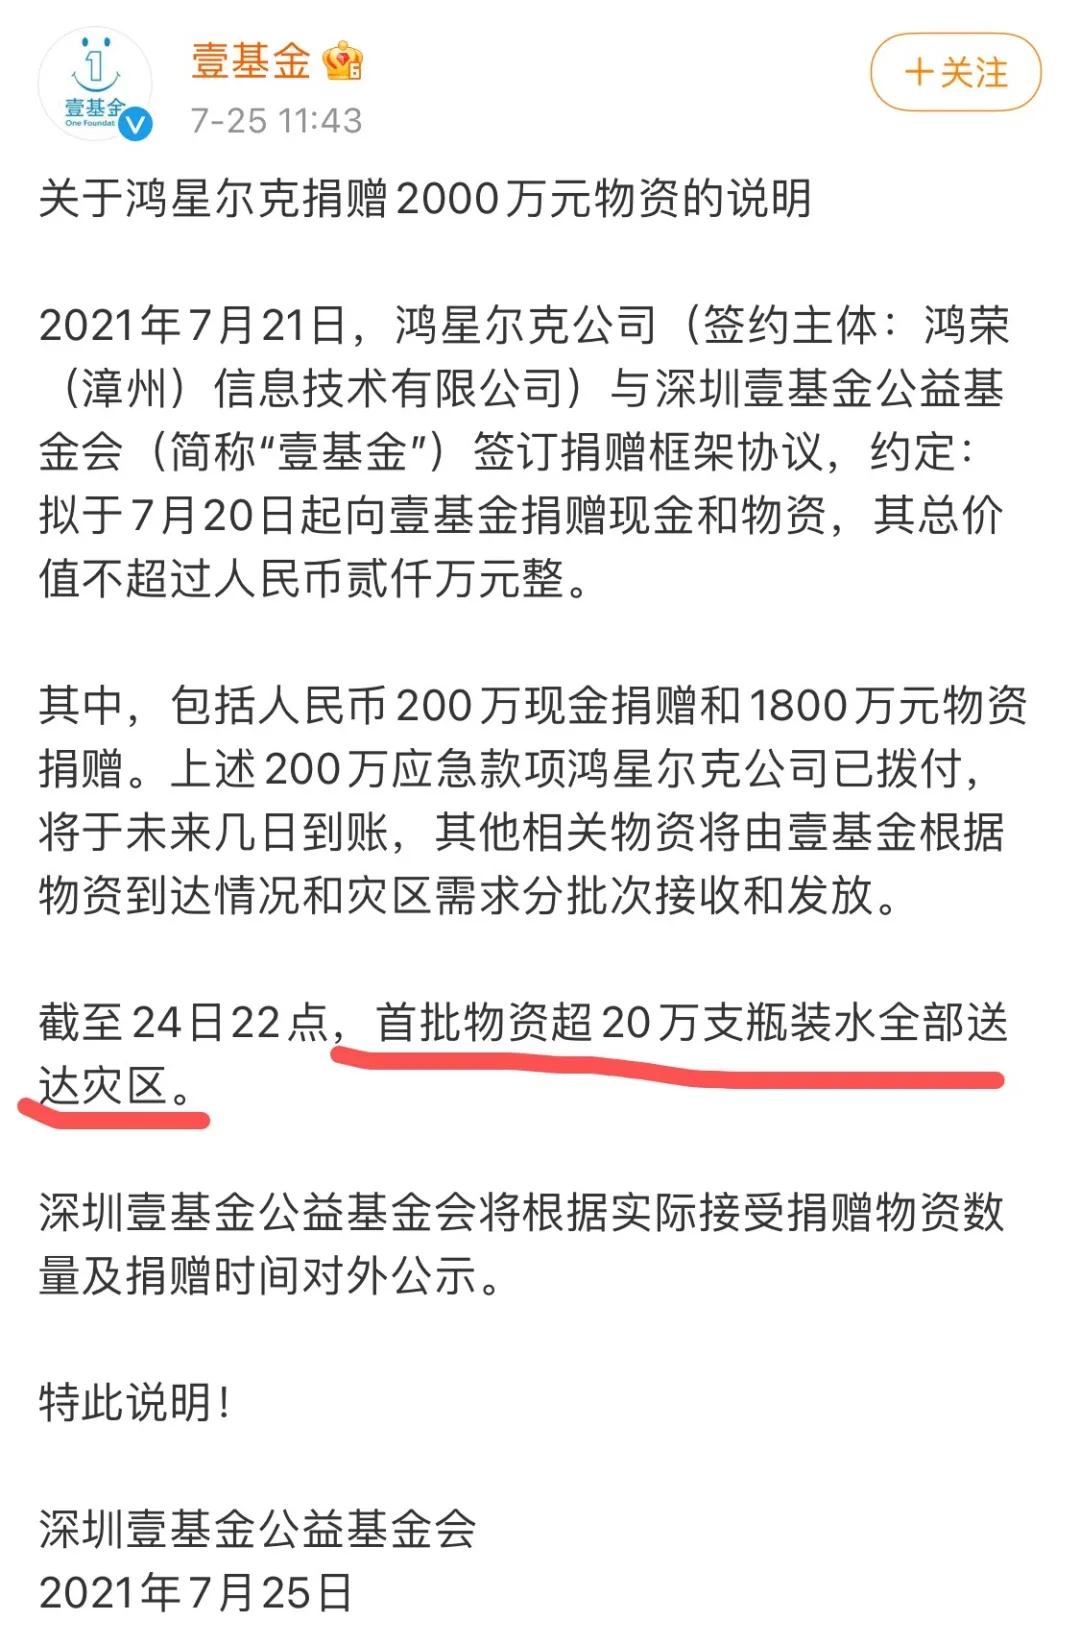 1
壹基金
One Foundat
壹基金
7-25 11:43
+关注
关于鸿星尔克捐赠2000万元物资的说明
2021年7月21日，鸿星尔克公司（签约主体：鸿荣
（漳州）信息技术有限公司）与深圳壹基金公益基
金会（简称“壹基金”）签订捐赠框架协议，约定：
拟于7月20日起向壹基金捐赠现金和物资，其总价
值不超过人民币贰仟万元整。
其中，包括人民币200万现金捐赠和1800万元物资
捐赠。上述200万应急款项鸿星尔克公司已拨付，
将于未来几日到账，其他相关物资将由壹基金根据
物资到达情况和灾区需求分批次接收和发放。
截至24日22点，首批物资超20万支瓶装水全部送
达灾区。
深圳壹基金公益基金会将根据实际接受捐赠物资数
量及捐赠时间对外公示。
特此说明！
深圳壹基金公益基金会
2021年7月25日